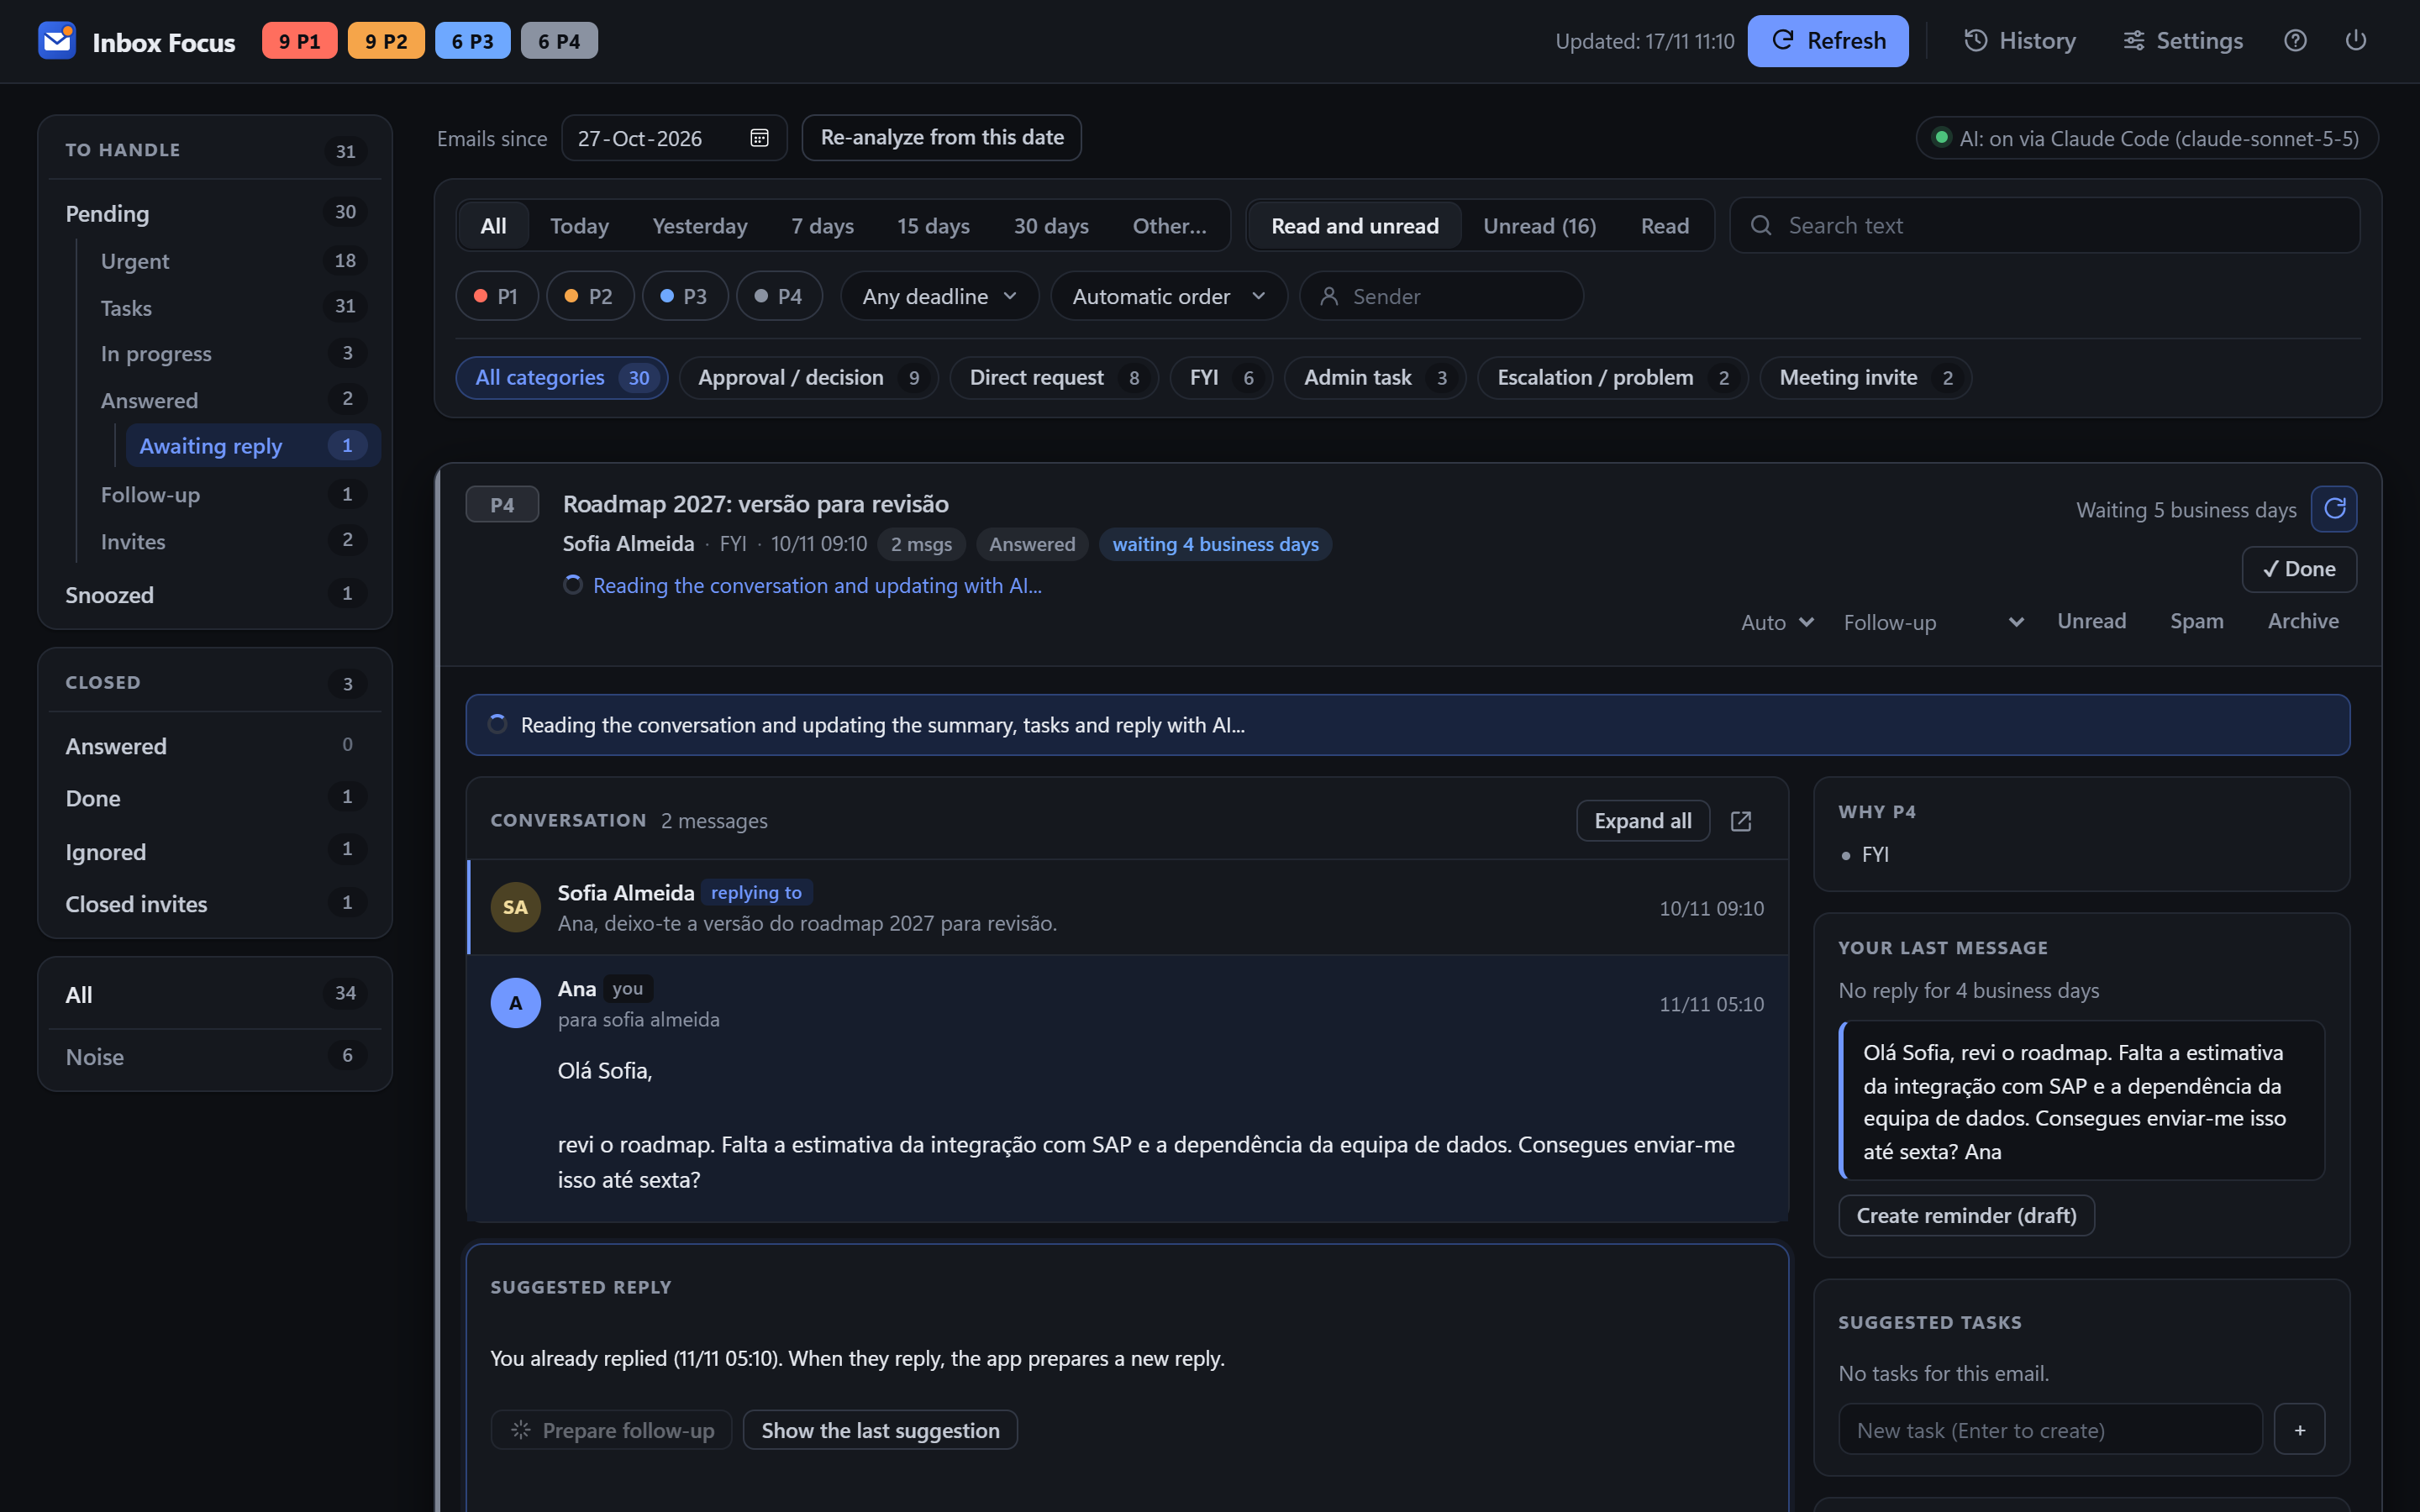 Inbox Focus
9 P1
9 P2
6 P3
6 P4
Updated: 17/11 11:10
Refresh
History
Settings
TO HANDLE 31
Pending 30
Urgent 18
Tasks 31
In progress 3
Answered 2
Awaiting reply 1
Follow-up 1
Invites 2
Snoozed 1
CLOSED 3
Answered 0
Done 1
Ignored 1
Closed invites 1
All 34
Noise 6
Emails since 27-Oct-2026 Re-analyze from this date
AI: on via Claude Code (claude-sonnet-5-5)
All Today Yesterday 7 days 15 days 30 days Other...
Read and unread Unread (16) Read
Search text
P1 P2 P3 P4 Any deadline Automatic order Sender
All categories 30 Approval / decision 9 Direct request 8 FYI 6 Admin task 3 Escalation / problem 2 Meeting invite 2
P4
Roadmap 2027: versão para revisão
Sofia Almeida · FYI · 10/11 09:10 2 msgs Answered waiting 4 business days
Reading the conversation and updating with AI...
Waiting 5 business days
✓ Done
Auto Follow-up Unread Spam Archive
Reading the conversation and updating the summary, tasks and reply with AI...
CONVERSATION 2 messages
Expand all
SA
Sofia Almeida replying to
Ana, deixo-te a versão do roadmap 2027 para revisão.
10/11 09:10
A
Ana you
para sofia almeida
11/11 05:10
Olá Sofia,
revi o roadmap. Falta a estimativa da integração com SAP e a dependência da equipa de dados. Consegues enviar-me
isso até sexta?
SUGGESTED REPLY
You already replied (11/11 05:10). When they reply, the app prepares a new reply.
Prepare follow-up
Show the last suggestion
WHY P4
• FYI
YOUR LAST MESSAGE
No reply for 4 business days
Olá Sofia, revi o roadmap. Falta a estimativa
da integração com SAP e a dependência da
equipa de dados. Consegues enviar-me isso
até sexta? Ana
Create reminder (draft)
SUGGESTED TASKS
No tasks for this email.
New task (Enter to create)
+